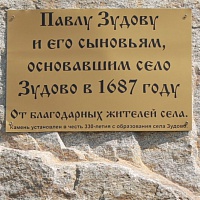 Павлу Зудову
и его сыновьям,
основавшим село
Зудово в 1687 году
От благодарных жителей села.
Камень установлен в честь 330-летия с образования села Зудово